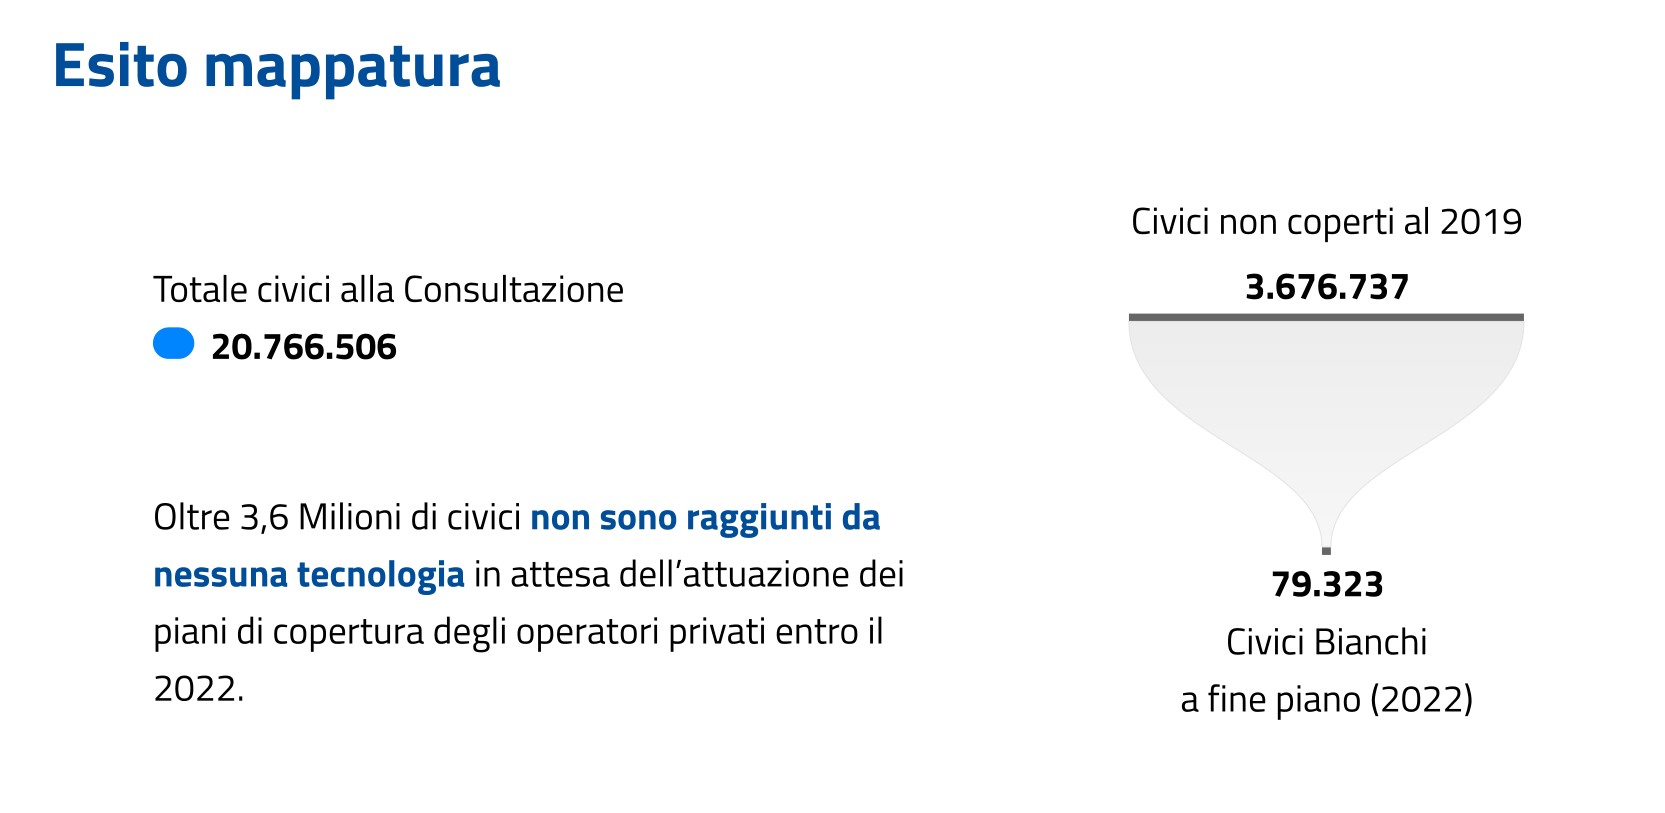 Esito mappatura
Totale civici alla Consultazione
20.766.506
Oltre 3,6 Milioni di civici non sono raggiunti da
nessuna tecnologia in attesa dell’attuazione dei
piani di copertura degli operatori privati entro il
2022.
Civici non coperti al 2019
3.676.737
79.323
Civici Bianchi
a fine piano (2022)